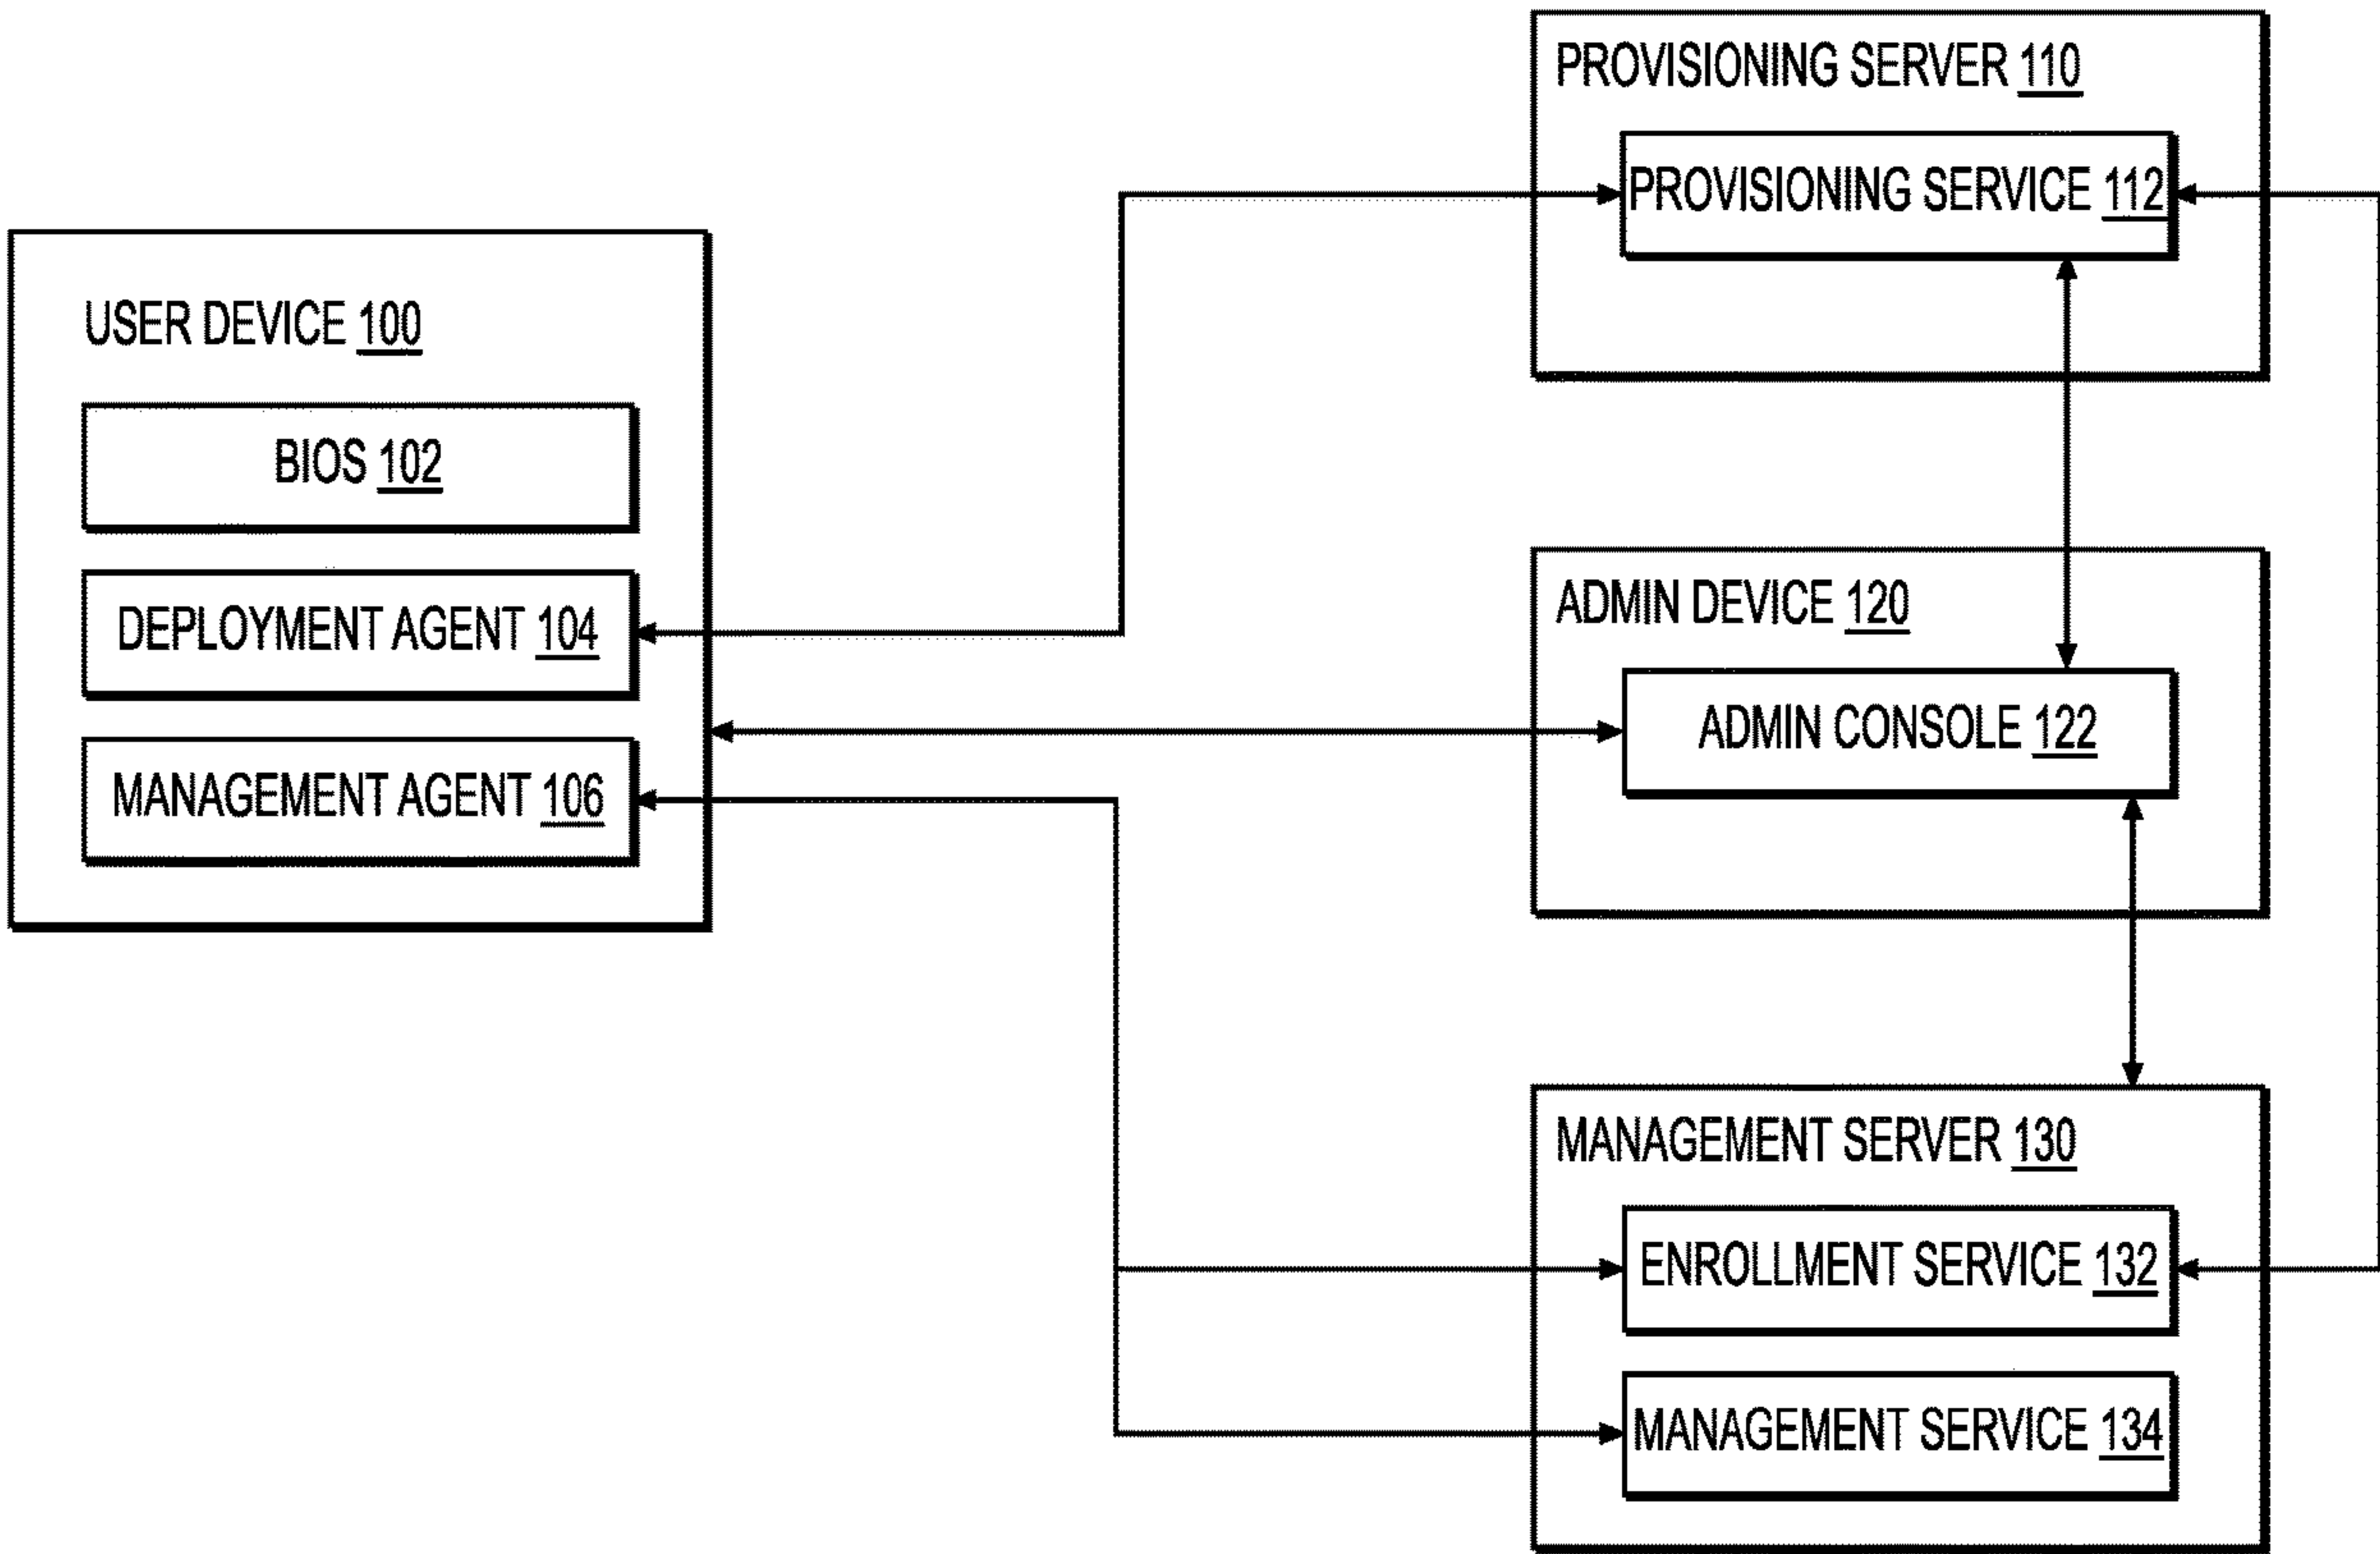 USER DEVICE 100
BIOS 102
DEPLOYMENT AGENT 104
MANAGEMENT AGENT 106
PROVISIONING SERVER 110
PROVISIONING SERVICE 112
ADMIN DEVICE 120
ADMIN CONSOLE 122
MANAGEMENT SERVER 130
ENROLLMENT SERVICE 132
MANAGEMENT SERVICE 134